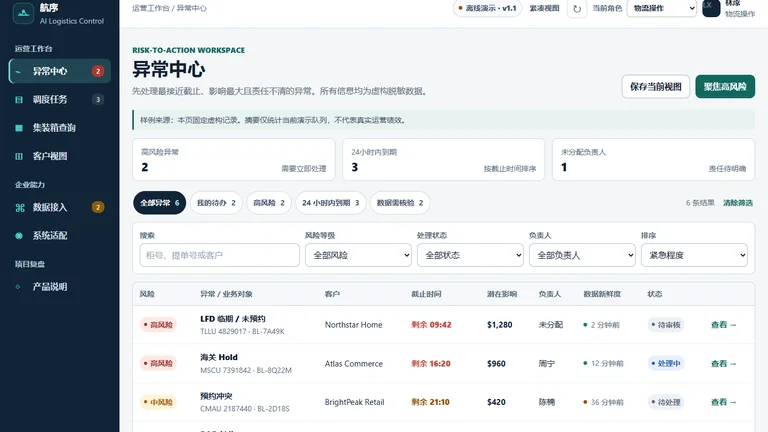 航序
AI Logistics Control
运营工作台
异常中心 2
调度任务 3
集装箱查询
客户视图
企业能力
数据接入 2
系统适配
项目复盘
产品说明
运营工作台 / 异常中心
离线演示 · v1.1
紧凑视图
当前角色
物流操作
物流操作
RISK-TO-ACTION WORKSPACE
异常中心
先处理最接近截止、影响最大且责任不清的异常。所有信息均为虚构脱敏数据。
保存当前视图
聚焦高风险
样例来源：本页固定虚构记录。摘要仅统计当前演示队列，不代表真实运营绩效。
高风险异常
2
需要立即处理
24小时内到期
3
按截止时间排序
未分配负责人
1
责任待明确
全部异常 6
我的待办 2
高风险 2
24 小时内到期 3
数据需核验 2
6 条结果
清除筛选
搜索
柜号、提单号或客户
风险等级
全部风险
处理状态
全部状态
负责人
全部负责人
排序
紧急程度
风险 异常 / 业务对象 客户 截止时间 潜在影响 负责人 数据新鲜度 状态
高风险 LFD 临期 / 未预约 Northstar Home 剩余 09:42 $1,280 未分配 2 分钟前 待审核 查看 →
TLLU 4829017 · BL-7A49K
高风险 海关 Hold Atlas Commerce 剩余 16:20 $960 周宁 12 分钟前 处理中 查看 →
MSCU 7391842 · BL-8Q22M
中风险 预约冲突 BrightPeak Retail 剩余 21:10 $420 陈楠 36 分钟前 待处理 查看 →
CMAU 2187440 · BL-2D18S